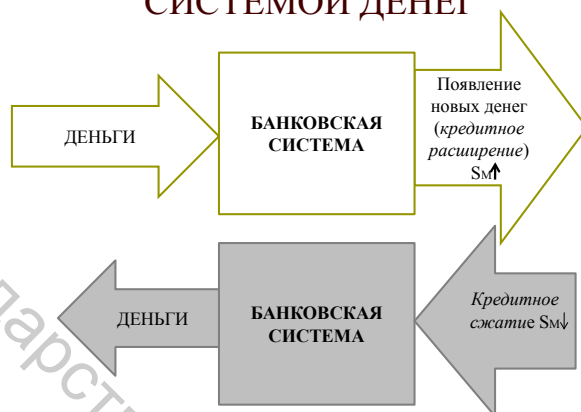 СИСТЕМОЙ ДЕНЕГ
ДЕНЬГИ
БАНКОВСКАЯ
СИСТЕМА
Появление
новых денег
(кредитное
расширение)
Sм↑
ДЕНЬГИ
БАНКОВСКАЯ
СИСТЕМА
Кредитное
сжатие Sм↓